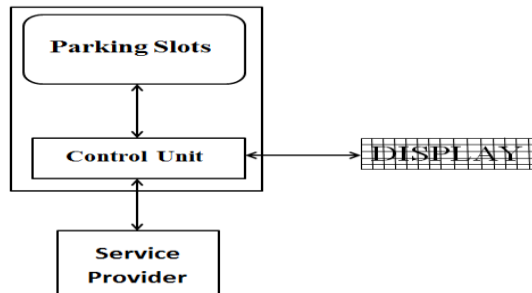 Parking Slots
Control Unit
DISPLAY
Service
Provider